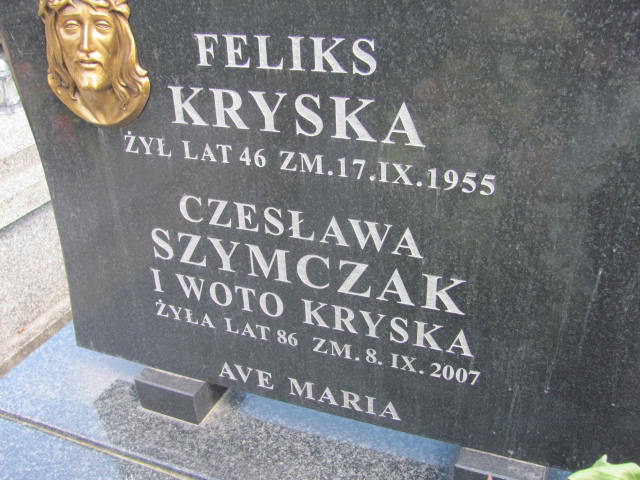 FELIKS
KRYSKA
ŻYŁ LAT 46 ZM. 17. IX. 1955
CZESŁAWA
SZYMCZAK
I WOTO KRYSKA
ŻYŁA LAT 86 ZM. 8. IX. 2007
AVE MARIA